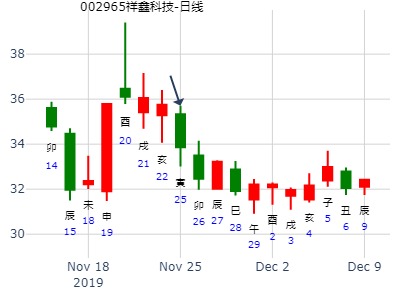 002965祥鑫科技-日线
38
36
34
32
30
卯
14
辰
15
未
18
申
19
酉
20
戌
21
亥
22
寅
25
卯
26
辰
27
巳
28
午
29
酉
2
戌
3
亥
4
子
5
丑
6
辰
9
Nov 18
2019
Nov 25
Dec 2
Dec 9